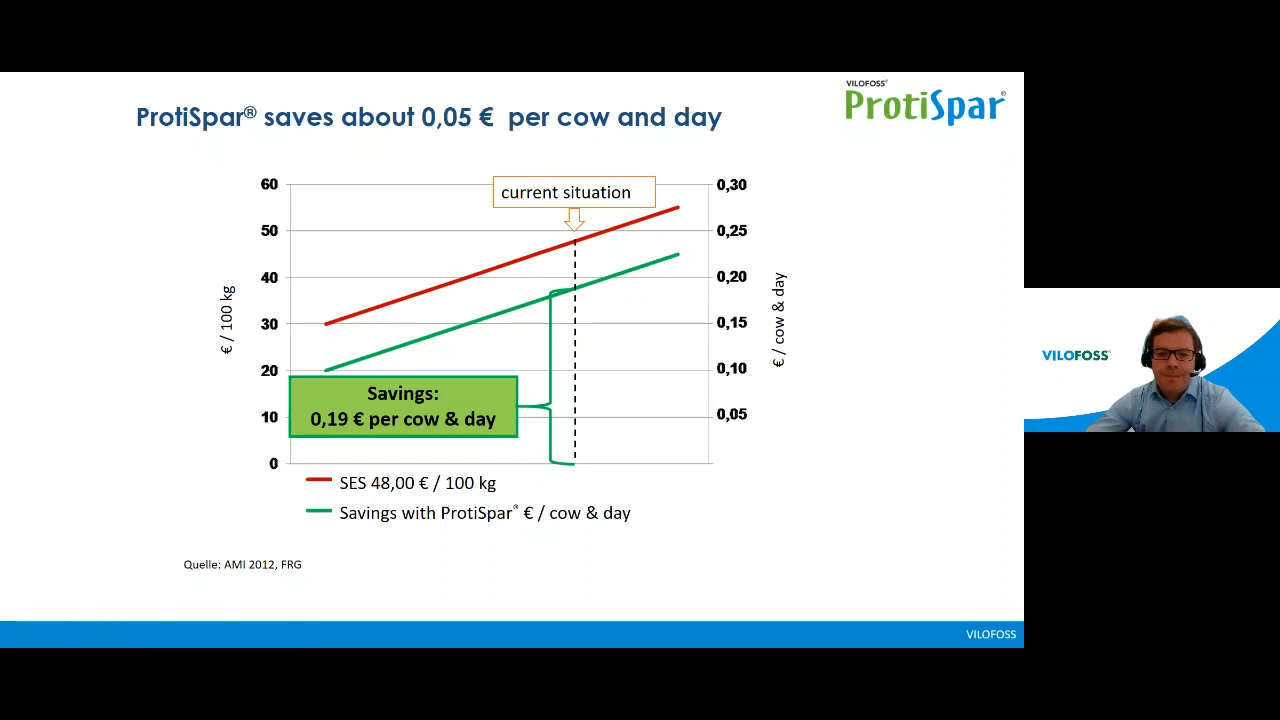 VILOFOSS®
ProtiSpar®
ProtiSpar® saves about 0,05 € per cow and day
current situation
60
50
40
30
20
10
0
€ / 100 kg
0,30
0,25
0,20
0,15
0,10
0,05
€ / cow & day
Savings:
0,19 € per cow & day
SES 48,00 € / 100 kg
Savings with ProtiSpar® € / cow & day
Quelle: AMI 2012, FRG
VILOFOSS
VILOFOSS®